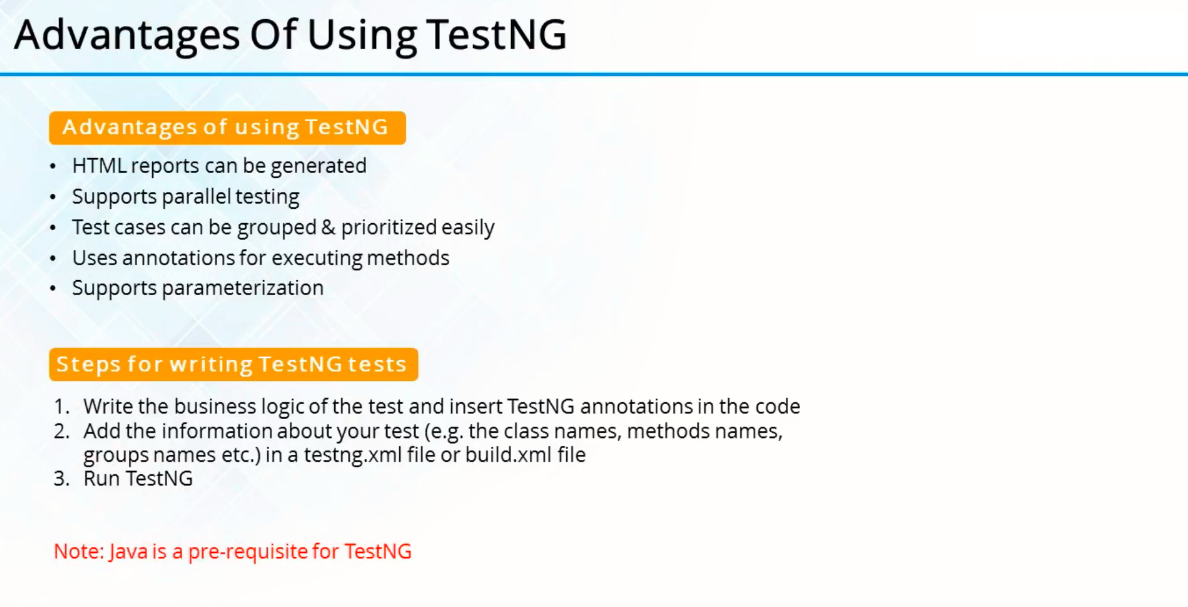 Advantages Of Using TestNG
Advantages of using TestNG
• HTML reports can be generated
• Supports parallel testing
• Test cases can be grouped & prioritized easily
• Uses annotations for executing methods
• Supports parameterization
Steps for writing TestNG tests
1. Write the business logic of the test and insert TestNG annotations in the code
2. Add the information about your test (e.g. the class names, methods names,
groups names etc.) in a testng.xml file or build.xml file
3. Run TestNG
Note: Java is a pre-requisite for TestNG